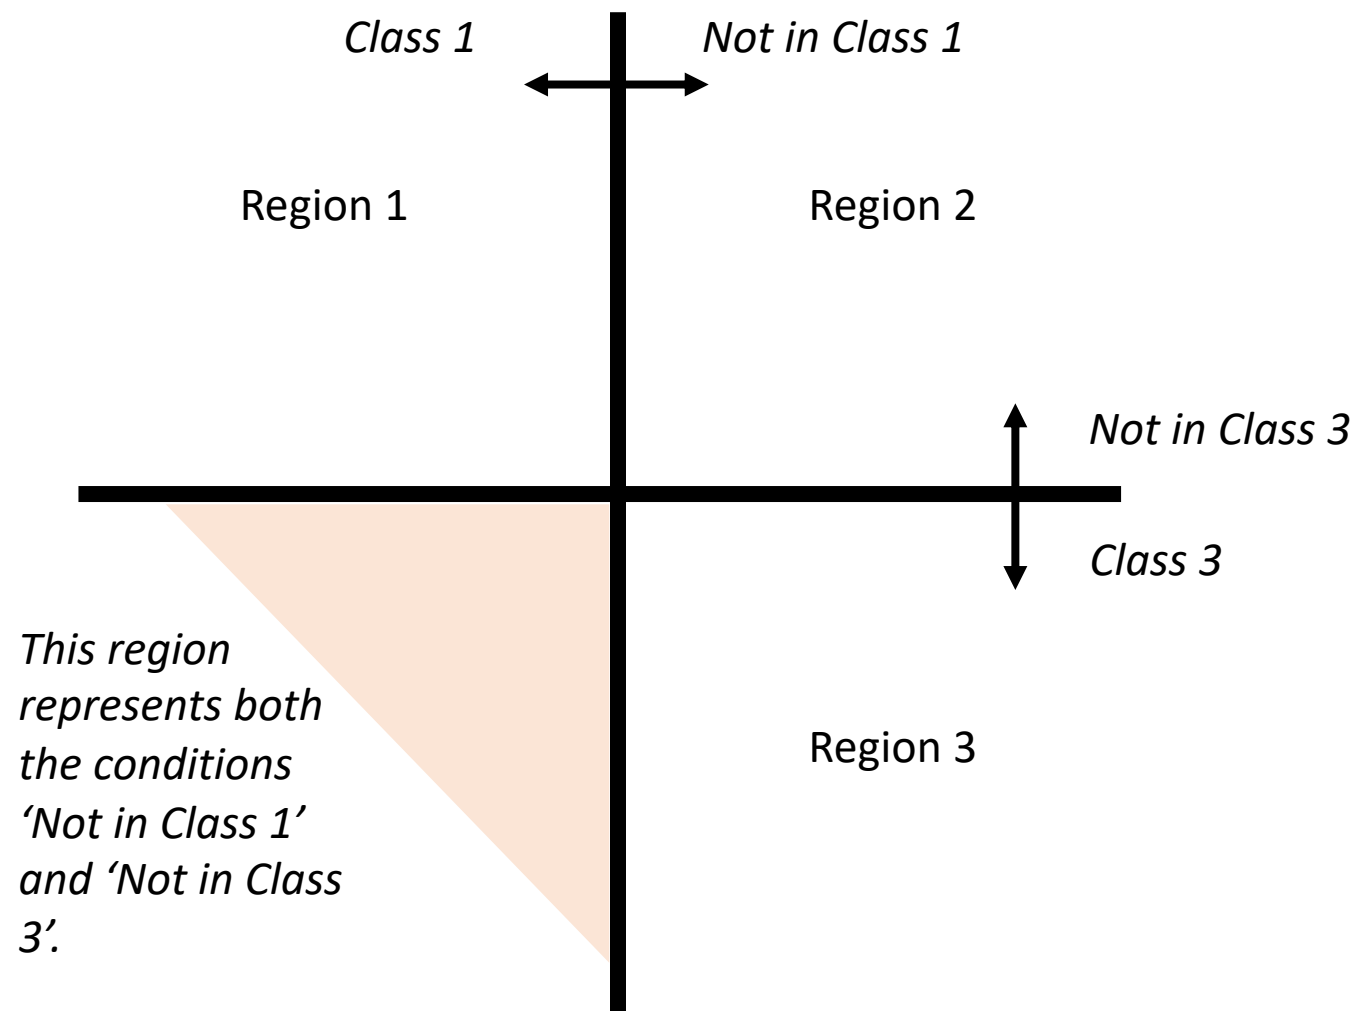 Class 1
Not in Class 1
Region 1
Region 2
Not in Class 3
Class 3
This region
represents both
the conditions
‘Not in Class 1’
and ‘Not in Class
3’.
Region 3